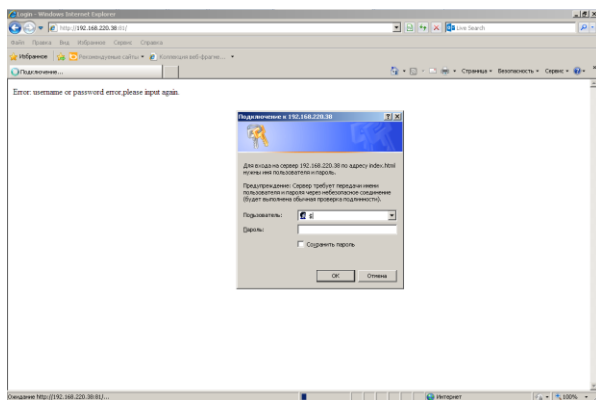 Login - Windows Internet Explorer
http://192.168.220.38:81/
Live Search
Файл Правка Вид Избранное Сервис Справка
Избранное Рекомендуемые сайты Коллекция веб-фрагме...
Подключение...
Страница Безопасность Сервис
Error: username or password error,please input again.
Подключение к 192.168.220.38
Для входа на сервер 192.168.220.38 по адресу index.html
нужны имя пользователя и пароль.
Предупреждение: Сервер требует передачи имени
пользователя и пароля через небезопасное соединение
(будет выполнена обычная проверка подлинности).
Пользователь:
Пароль:
Сохранить пароль
ОК Отмена
Ожидание http://192.168.220.38:81/...
Интернет
100%